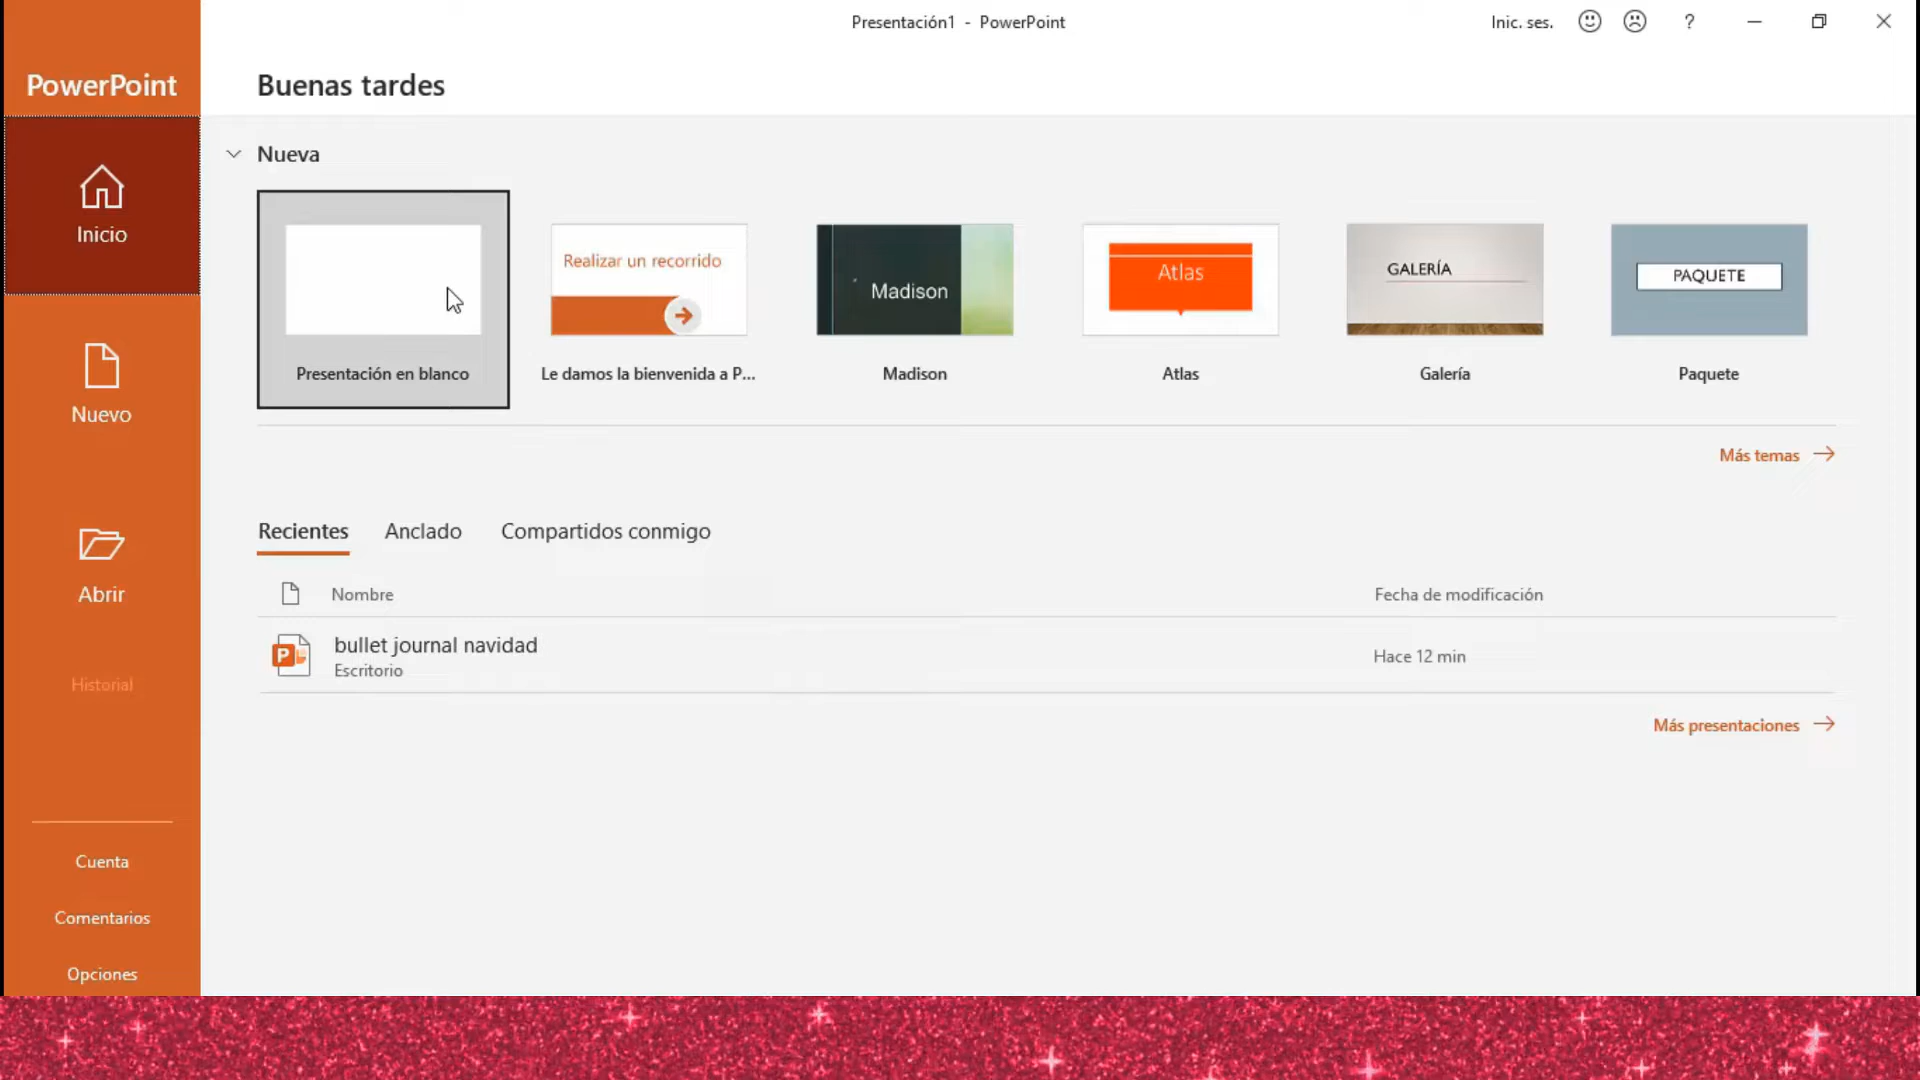 Presentación1 - PowerPoint
Inic. ses.
?
PowerPoint
Buenas tardes
Inicio
Nuevo
Abrir
Historial
Cuenta
Comentarios
Opciones
Nueva
Realizar un recorrido
Madison
Atlas
GALERÍA
PAQUETE
Presentación en blanco
Le damos la bienvenida a P...
Madison
Atlas
Galería
Paquete
Más temas
Recientes
Anclado
Compartidos conmigo
Nombre
Fecha de modificación
P
bullet journal navidad
Escritorio
Hace 12 min
Más presentaciones